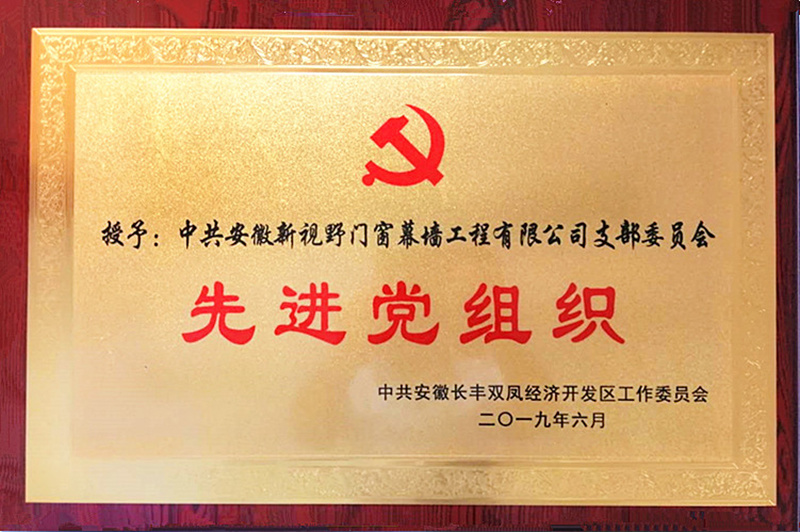 授予：中共安徽新视野门窗幕墙工程有限公司支部委员会
先进党组织
中共安徽长丰双凤经济开发区工作委员会
二〇一九年六月